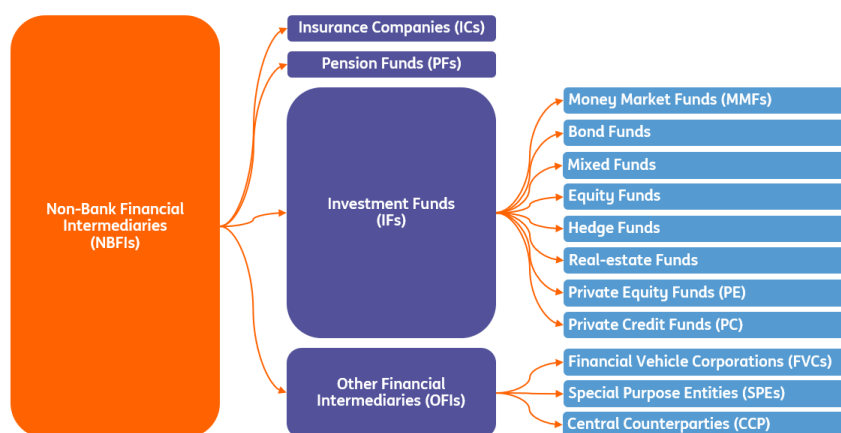 Non-Bank Financial
Intermediaries
(NBFIs)
Insurance Companies (ICs)
Pension Funds (PFs)
Investment Funds
(IFs)
Other Financial
Intermediaries (OFIs)
Money Market Funds (MMFs)
Bond Funds
Mixed Funds
Equity Funds
Hedge Funds
Real-estate Funds
Private Equity Funds (PE)
Private Credit Funds (PC)
Financial Vehicle Corporations (FVCs)
Special Purpose Entities (SPEs)
Central Counterparties (CCP)